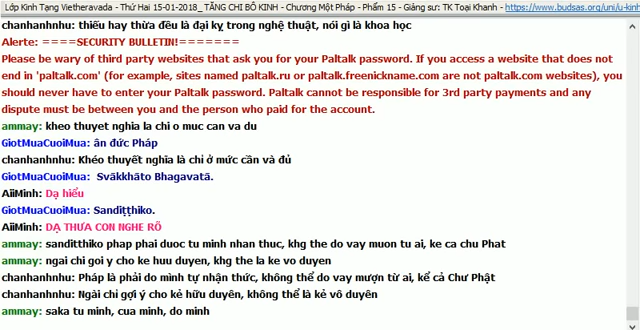 Lớp Kinh Tạng Vietheravada - Thứ Hai 15-01-2018_ TĂNG CHI BỘ KINH - Chương Một Pháp - Phẩm 15 - Giảng sư: TK Toại Khanh - https://www.budsas.org/uni/u-kinh
chanhanhnhu: thiếu hay thừa đều là đại kỵ trong nghệ thuật, nói gì là khoa học
Alerte: ====SECURITY BULLETIN!=======
Please be wary of third party websites that ask you for your Paltalk password. If you access a website that does not
end in 'paltalk.com' (for example, sites named paltalk.ru or paltalk.freenickname.com are not paltalk.com websites), you
should never have to enter your Paltalk password. Paltalk cannot be responsible for 3rd party payments and any
dispute must be between you and the person who paid for the account.
ammay: kheo thuyet nghia la chi o muc can va du
GiotMuaCuoiMua: ân đức Pháp
chanhanhnhu: Khéo thuyết nghĩa là chỉ ở mức cần và đủ
GiotMuaCuoiMua: Svākkhāto Bhagavatā.
AiiMinh: Dạ hiểu
GiotMuaCuoiMua: Sandiṭṭhiko.
AiiMinh: DẠ THƯA CON NGHE RÕ
ammay: sanditthiko phap phai duoc tu minh nhan thuc, khg the do vay muon tu ai, ke ca chu Phat
ammay: ngai chi goi y cho ke huu duyen, khg the la ke vo duyen
chanhanhnhu: Pháp là phải do mình tự nhận thức, không thể do vay mượn từ ai, kể cả Chư Phật
chanhanhnhu: Ngài chỉ gợi ý cho kẻ hữu duyên, không thể là kẻ vô duyên
ammay: saka tu minh, cua minh, do minh